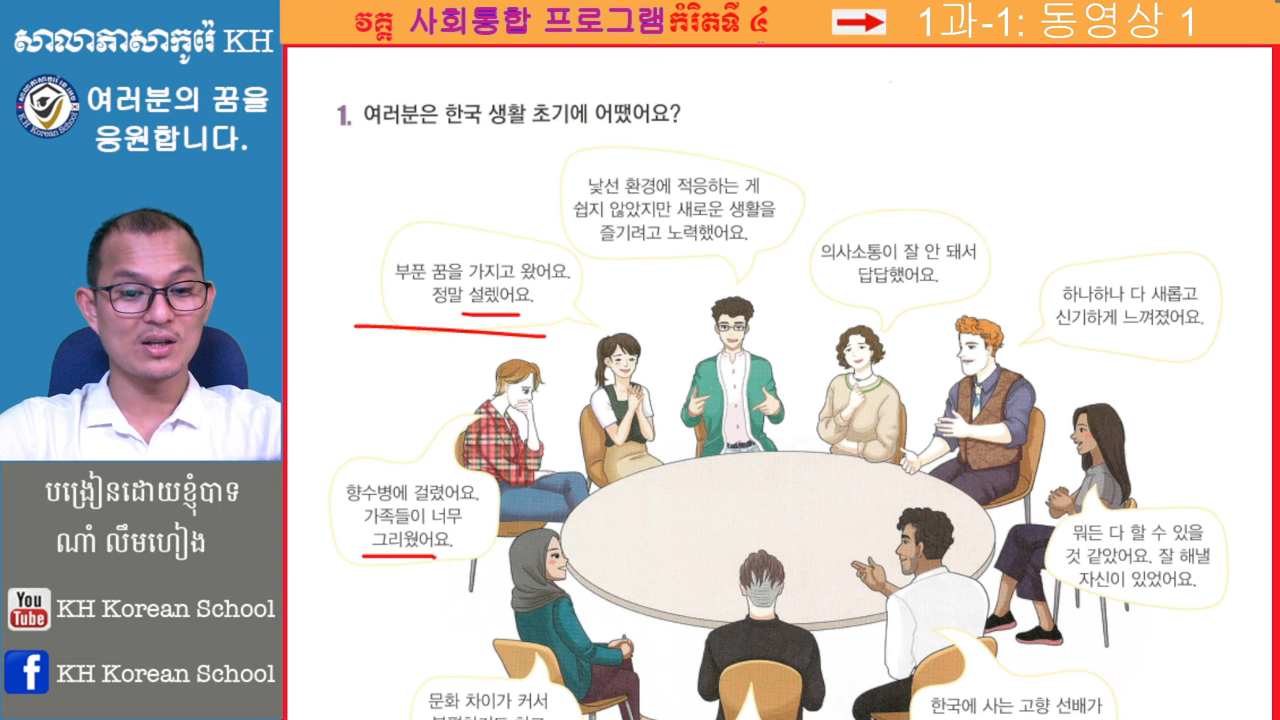 សាលាភាសាកូរ៉េ KH
여러분의 꿈을
응원합니다.
វគ្គ 사회통합 프로그램 កំរិតទី ៤
1과-1: 동영상 1
1. 여러분은 한국 생활 초기에 어땠어요?
낯선 환경에 적응하는 게
쉽지 않았지만 새로운 생활을
즐기려고 노력했어요.
부푼 꿈을 가지고 왔어요.
정말 설렜어요.
의사소통이 잘 안 돼서
답답했어요.
하나하나 다 새롭고
신기하게 느껴졌어요.
향수병에 걸렸어요.
가족들이 너무
그리웠어요.
뭐든 다 할 수 있을
것 같았어요. 잘 해낼
자신이 있었어요.
문화 차이가 커서
한국에 사는 고향 선배가
បង្រៀនដោយខ្ញុំបាទ
ណាំ លឹមហៀង
You
Tube
KH Korean School
f
KH Korean School